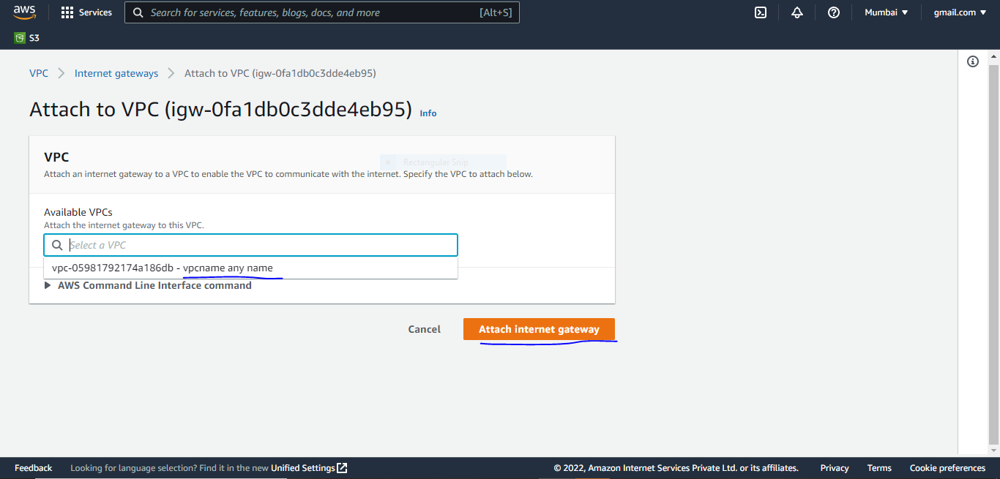 aws
Services
Search for services, features, blogs, docs, and more
[Alt+S]
Mumbai
gmail.com
S3
VPC
Internet gateways
Attach to VPC (igw-0fa1db0c3dde4eb95)
Attach to VPC (igw-0fa1db0c3dde4eb95) Info
VPC
Rectangular Snip
Attach an internet gateway to a VPC to enable the VPC to communicate with the internet. Specify the VPC to attach below.
Available VPCs
Attach the internet gateway to this VPC.
Select a VPC
vpc-05981792174a186db - vpcname any name
AWS Command Line Interface command
Cancel
Attach internet gateway
Feedback
Looking for language selection? Find it in the new Unified Settings
© 2022, Amazon Internet Services Private Ltd. or its affiliates.
Privacy
Terms
Cookie preferences